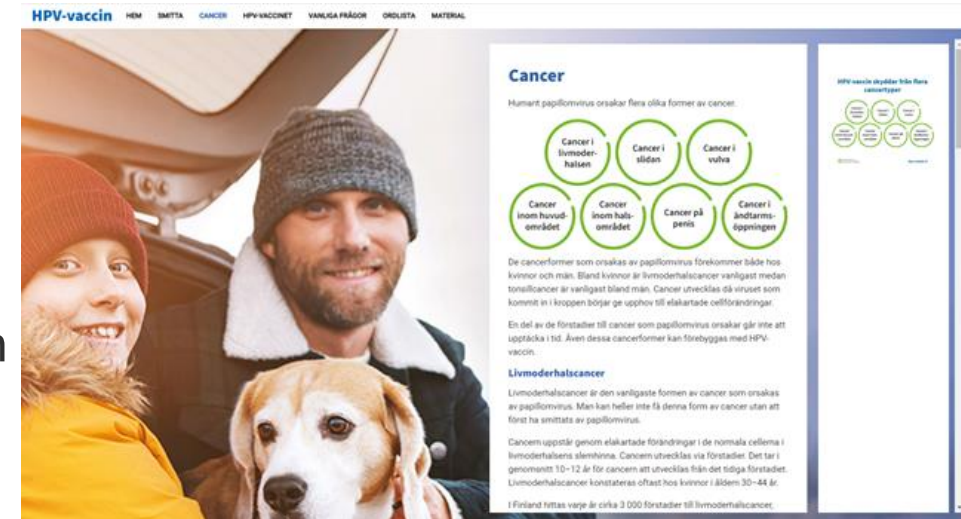 HPV-vaccin HEM SMITTA CANCER HPV-VACCINET VANLIGA FRÅGOR ORDLISTA MATERIAL
Cancer
Humant papillomvirus orsakar flera olika former av cancer.
Cancer i
livmoder-
halsen
Cancer i
slidan
Cancer i
vulva
Cancer
inom huvud-
området
Cancer
inom hals-
området
Cancer på
penis
Cancer i
ändtarms-
öppningen
De cancerformer som orsakas av papillomvirus förekommer både hos
kvinnor och män. Bland kvinnor är livmoderhalscancer vanligast medan
tonsillcancer är vanligast bland män. Cancer utvecklas då viruset som
kommit in i kroppen börjar ge upphov till elakartade cellförändringar.
En del av de förstadier till cancer som papillomvirus orsakar går inte att
upptäcka i tid. Även dessa cancerformer kan förebyggas med HPV-
vaccin.
Livmoderhalscancer
Livmoderhalscancer är den vanligaste formen av cancer som orsakas
av papillomvirus. Man kan heller inte få denna form av cancer utan att
först ha smittats av papillomvirus.
Cancern uppstår genom elakartade förändringar i de normala cellerna i
livmoderhalsens slemhinna. Cancern utvecklas via förstadier. Det tar i
genomsnitt 10–12 år för cancern att utvecklas från det tidiga förstadiet.
Livmoderhalscancer konstateras oftast hos kvinnor i åldern 30–44 år.
I Finland hittas varje år cirka 3 000 förstadier till livmoderhalscancer,
HPV-vaccin skyddar från flera
cancertyper
n